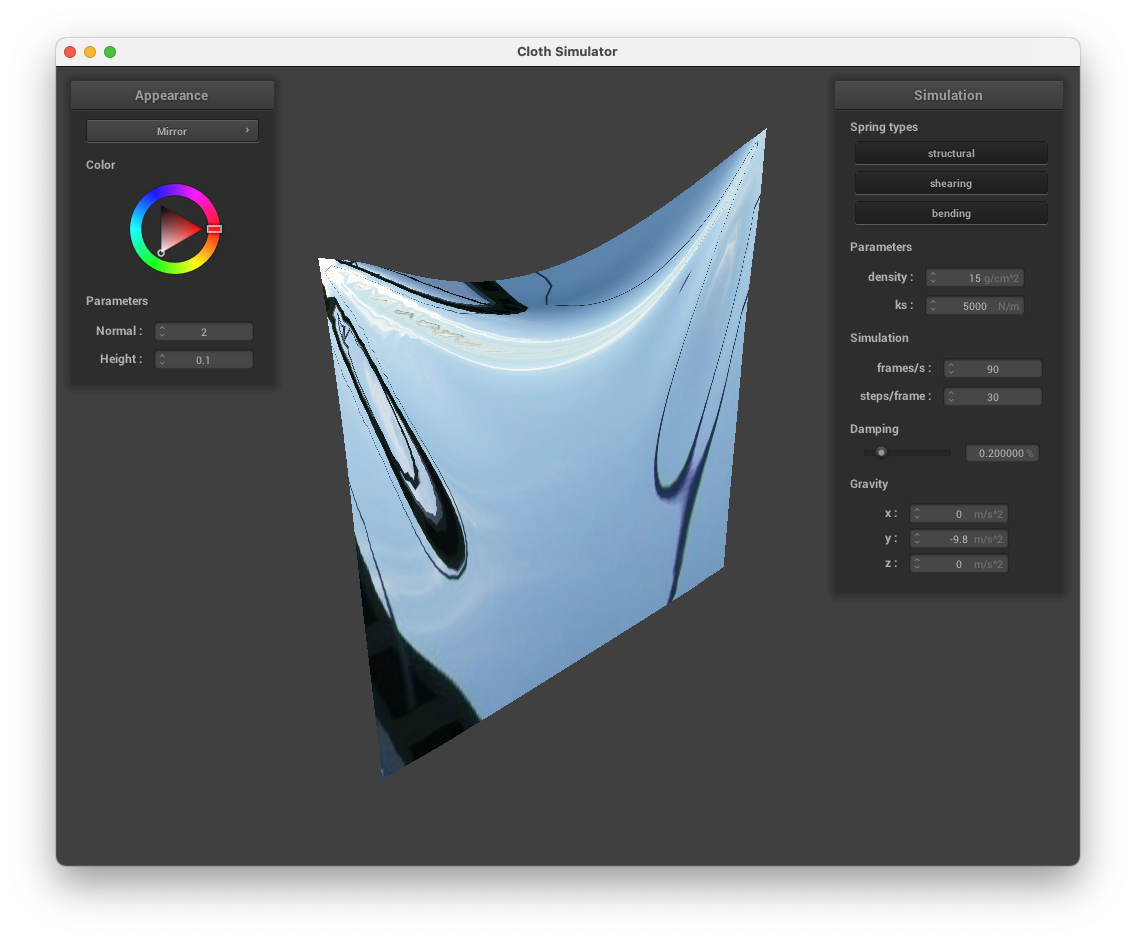 Cloth Simulator
Appearance
Mirror ›
Color
Parameters
Normal : 2
Height : 0.1
Simulation
Spring types
structural
shearing
bending
Parameters
density : 15 g/cm^2
ks : 5000 N/m
Simulation
frames/s : 90
steps/frame : 30
Damping
0.200000 %
Gravity
x : 0 m/s^2
y : -9.8 m/s^2
z : 0 m/s^2